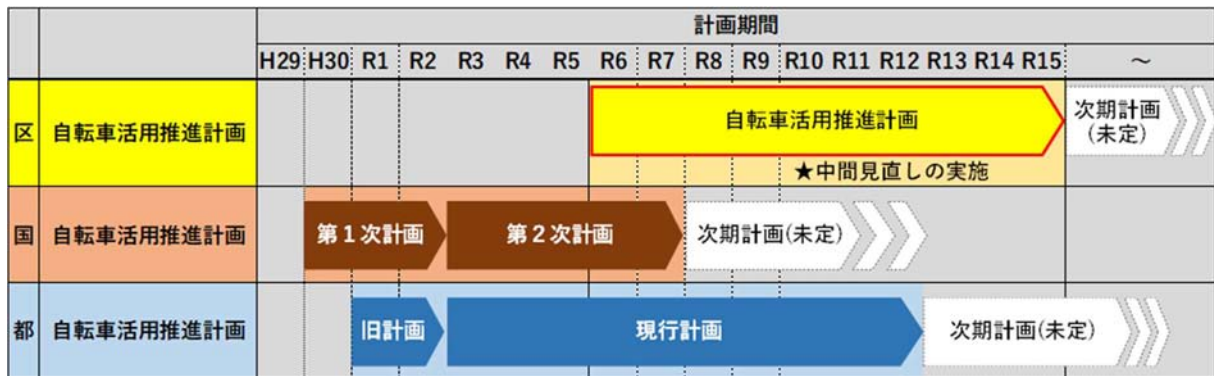 計画期間
H29 H30 R1 R2 R3 R4 R5 R6 R7 R8 R9 R10 R11 R12 R13 R14 R15 ～
区 自転車活用推進計画 自転車活用推進計画 次期計画
(未定)
★中間見直しの実施
国 自転車活用推進計画 第１次計画 第２次計画 次期計画(未定)
都 自転車活用推進計画 旧計画 現行計画 次期計画(未定)